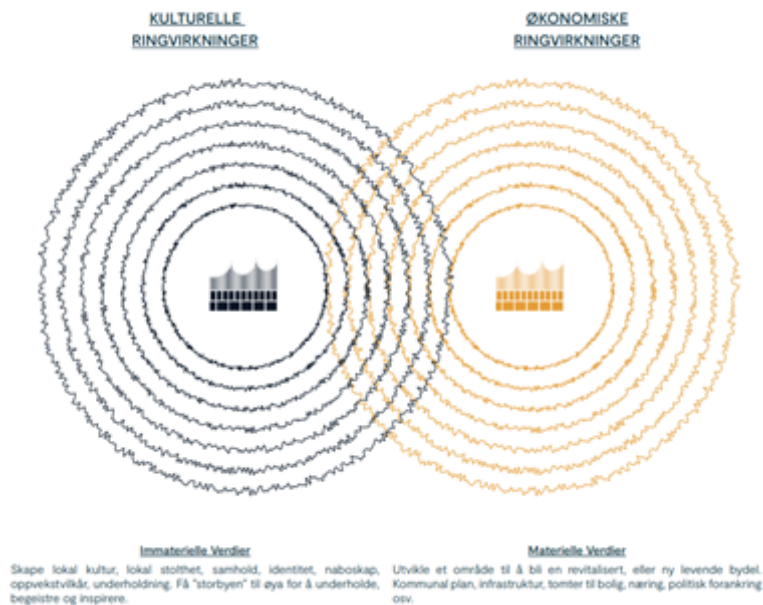 KULTURELLE
RINGVIRKNINGER
ØKONOMISKE
RINGVIRKNINGER
Immaterielle Verdier
Skape lokal kultur, lokal stolthet, samhold, identitet, naboskap,
oppvekstvilkår, underholdning. Få "storbyen" til øya for å underholde,
begeistre og inspirere.
Materielle Verdier
Utvikle et område til å bli en revitalisert, eller ny levende bydel.
Kommunal plan, infrastruktur, tomter til bolig, næring, politisk forankring
osv.